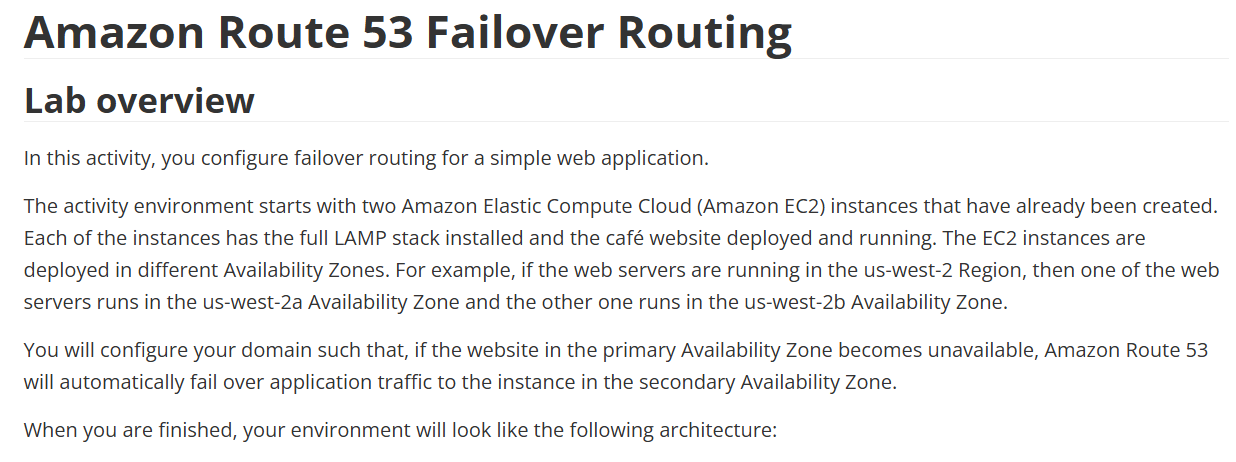 Amazon Route 53 Failover Routing
Lab overview
In this activity, you configure failover routing for a simple web application.
The activity environment starts with two Amazon Elastic Compute Cloud (Amazon EC2) instances that have already been created.
Each of the instances has the full LAMP stack installed and the café website deployed and running. The EC2 instances are
deployed in different Availability Zones. For example, if the web servers are running in the us-west-2 Region, then one of the web
servers runs in the us-west-2a Availability Zone and the other one runs in the us-west-2b Availability Zone.
You will configure your domain such that, if the website in the primary Availability Zone becomes unavailable, Amazon Route 53
will automatically fail over application traffic to the instance in the secondary Availability Zone.
When you are finished, your environment will look like the following architecture: